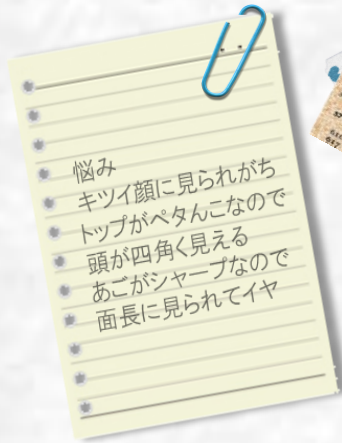 悩み
キツイ顔に見られがち
トップがペタんこなので
頭が四角く見える
あごがシャープなので
面長に見られてイヤ